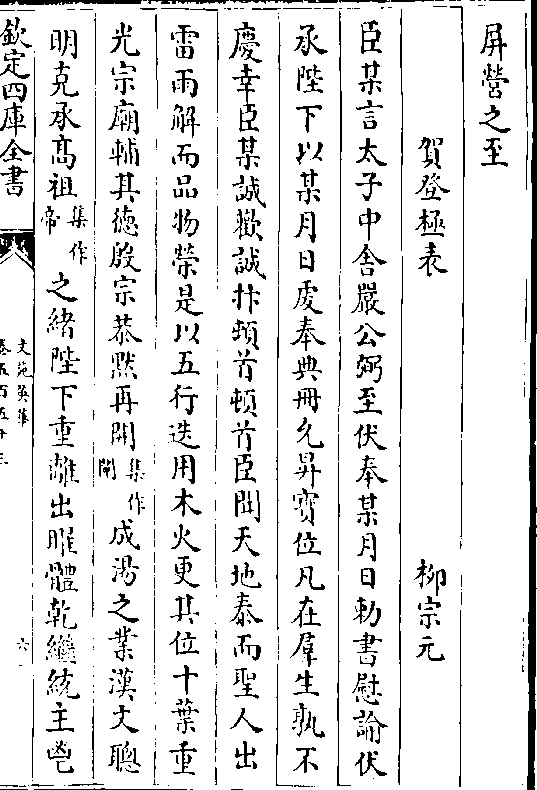 屏營之至
賀登極表 柳宗元
臣某言太子中舍嚴公弼至伏奉某月日勅書慰諭伏
承陛下以某月日虔奉典冊允昇寶位凡在羣生孰不
慶幸臣某誠歡誠抃頓首頓首臣聞天地泰而聖人出
雷雨解而品物榮是以五行迭用木火更其位十葉重
光宗廟輔其德殷宗恭默再開集作闡成湯之業漢文聰
明克承髙祖集作帝之緒陛下重離出曜體乾繼統主鬯
欽定四庫全書
文苑英華
卷五百五十三
六